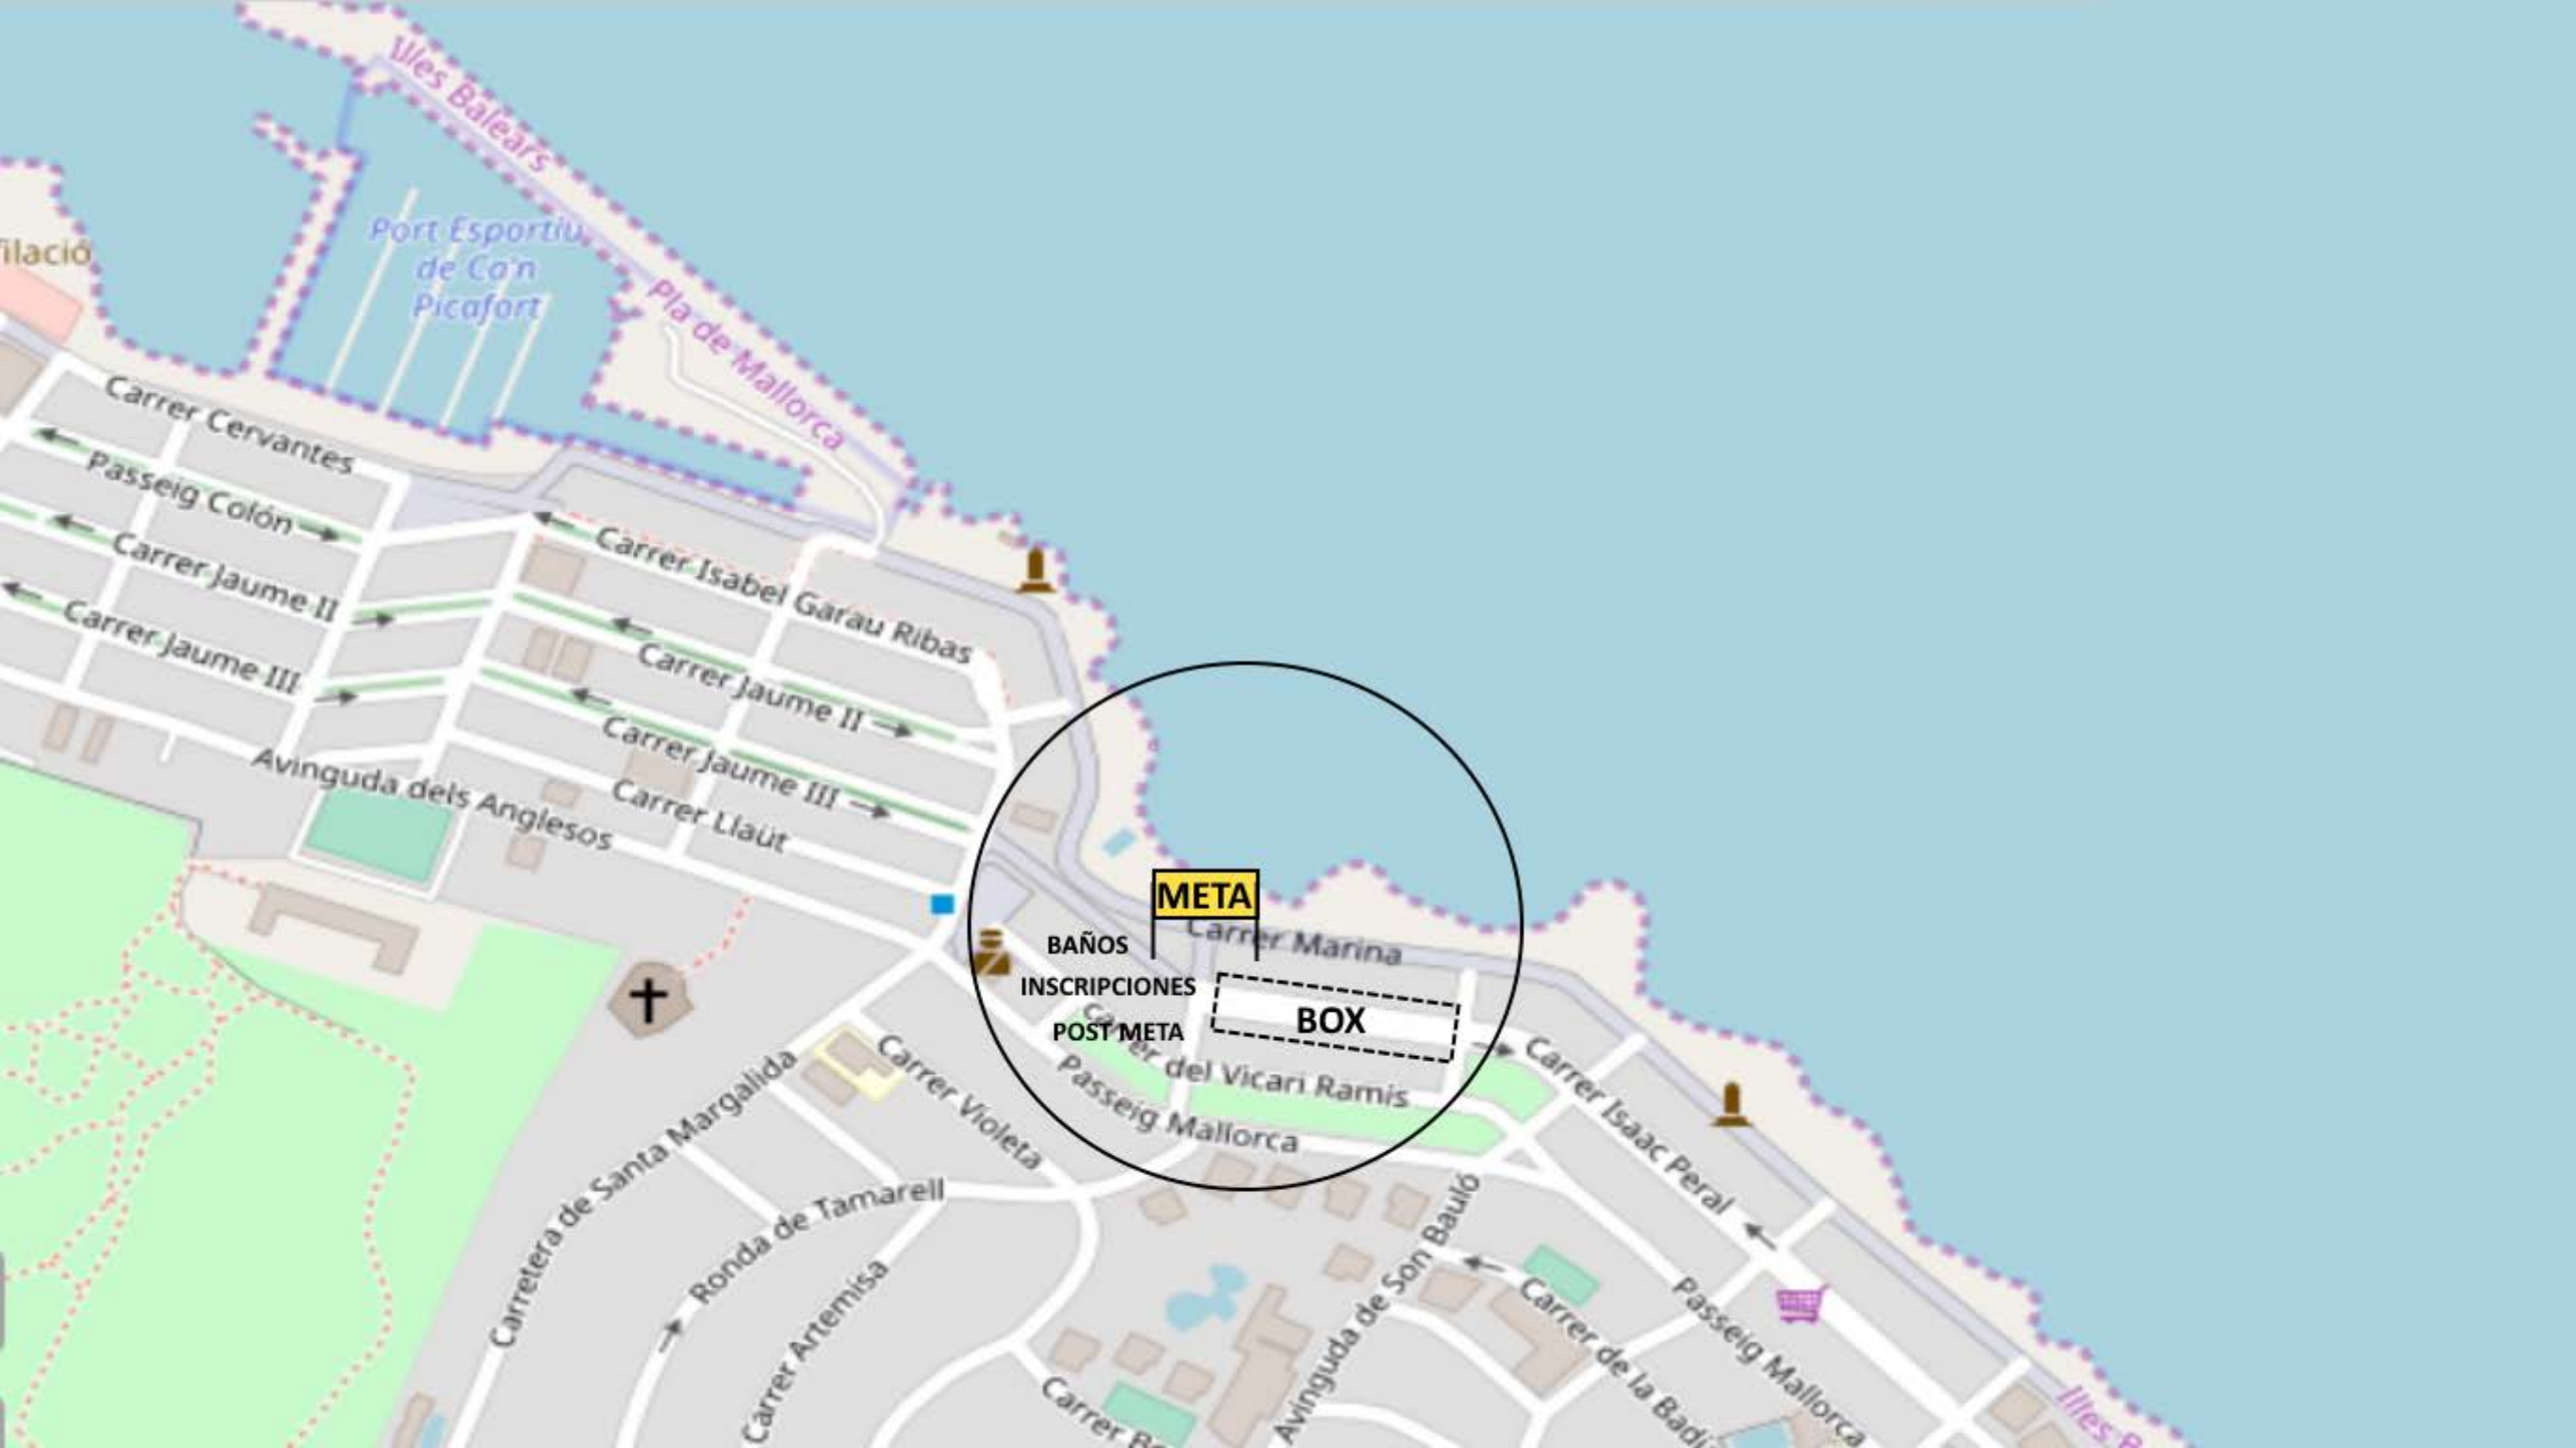 Illes Balears
Port Esportiu
de Ca'n
Picafort
Pla de Mallorca
Carrer Cervantes
Passeig Colón
Carrer Jaume II
Carrer Jaume III
Carrer Isabel Garau Ribas
Carrer Jaume II
Carrer Jaume III
Carrer Llaüt
Avinguda dels Anglesos
META
Carrer Marina
BAÑOS
INSCRIPCIONES
POST META
BOX
Carrer del Vicari Ramis
Passeig Mallorca
Carrer Violeta
Carretera de Santa Margalida
Ronda de Tamarell
Carrer Artemisa
Avinguda de Son Bauló
Carrer Isaac Peral
Carrer de la Badi
Passeig Mallorca
Carrer
Illes B